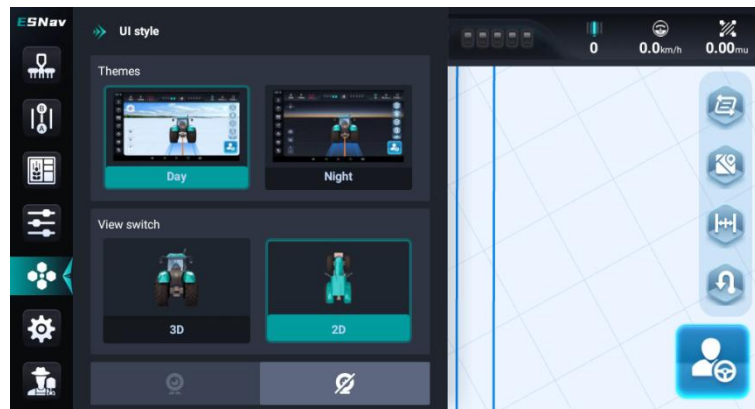 ESNav
UI style
0
0.0km/h
0.00mu
Themes
Day
Night
View switch
3D
2D